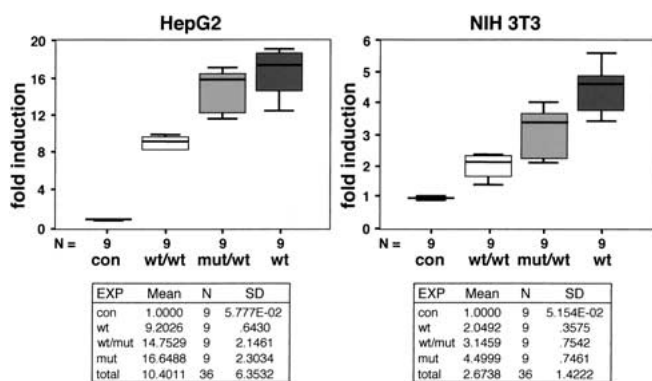 HepG2
fold induction
20
16
12
8
4
0
N = 9 9 9 9
con wt/wt mut/wt wt
EXP Mean N SD
con 1.0000 9 5.777E-02
wt 9.2026 9 .6430
wt/mut 14.7529 9 2.1461
mut 16.6488 9 2.3034
total 10.4011 36 6.3532
NIH 3T3
fold induction
6
5
4
3
2
1
0
N = 9 9 9 9
con wt/wt mut/wt wt
EXP Mean N SD
con 1.0000 9 5.154E-02
wt 2.0492 9 .3575
wt/mut 3.1459 9 .7542
mut 4.4999 9 .7461
total 2.6738 36 1.4222